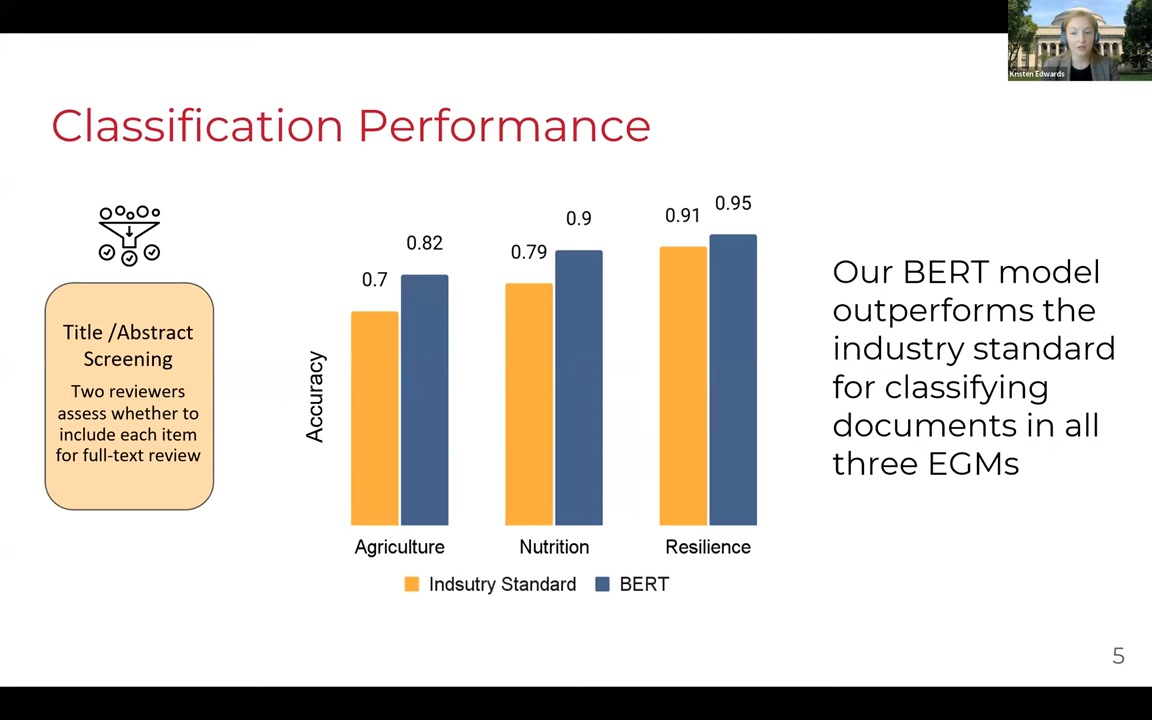 Kristen Edwards
Classification Performance
Title /Abstract
Screening
Two reviewers
assess whether to
include each item
for full-text review
Accuracy
0.7
0.82
0.79
0.9
0.91
0.95
Agriculture
Nutrition
Resilience
Indsutry Standard
BERT
Our BERT model
outperforms the
industry standard
for classifying
documents in all
three EGMs
5